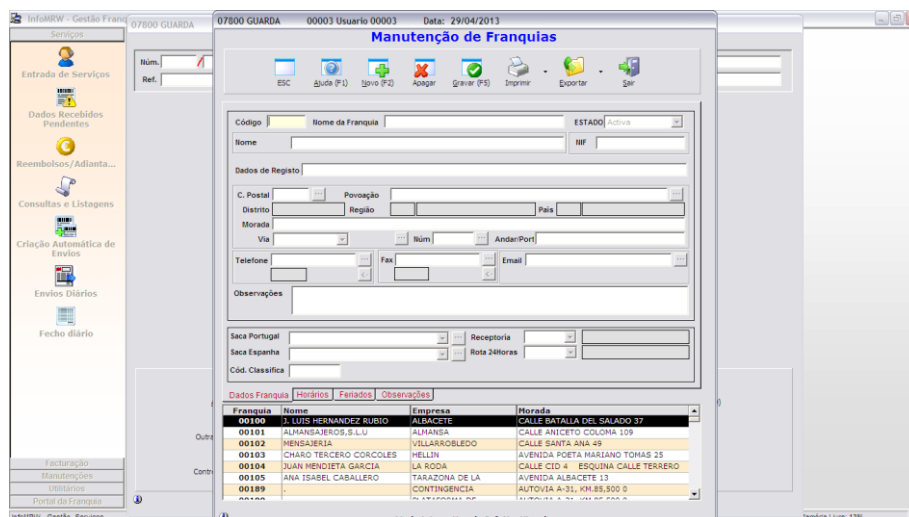 InfoMRW - Gestão Franq
Serviços
Entrada de Serviços
Dados Recebidos
Pendentes
Reembolsos/Adianta...
Consultas e Listagens
Criação Automática de
Envios
Envios Diários
Fecho diário
Facturação
Manutenções
Utilitários
Portal da Franquia
07800 GUARDA
Núm.
Ref.
Outra
07800 GUARDA 00003 Usuario 00003 Data: 29/04/2013
Manutenção de Franquias
ESC Ajuda (F1) Novo (F2) Apagar Gravar (F5) Imprimir Exportar Sair
Código Nome da Franquia ESTADO Activa
Nome NIF
Dados de Registo
C. Postal ... Povoação ...
Distrito Região Pais
Morada
Via ... Núm ... Andar/Port
Telefone ... Fax ... Email ...
Observações
Saca Portugal ... Receptoria
Saca Espanha ... Rota 24Horas
Cód. Classifica
Dados Franquia Horários Feriados Observações
Franquia Nome Empresa Morada
00100 J. LUIS HERNANDEZ RUBIO ALBACETE CALLE BATALLA DEL SALADO 37
00101 ALMANSAJEROS,S.L.U ALMANSA CALLE ANICETO COLOMA 109
00102 MENSAJERIA VILLARROBLEDO CALLE SANTA ANA 49
00103 CHARO TERCERO CORCOLES HELLIN AVENIDA POETA MARIANO TOMAS 25
00104 JUAN MENDIETA GARCIA LA RODA CALLE CID 4 ESQUINA CALLE TERRERO
00105 ANA ISABEL CABALLERO TARAZONA DE LA AVENIDA ALBACETE 13
00189 . CONTINGENCIA AUTOVIA A-31, KM.85,500 0